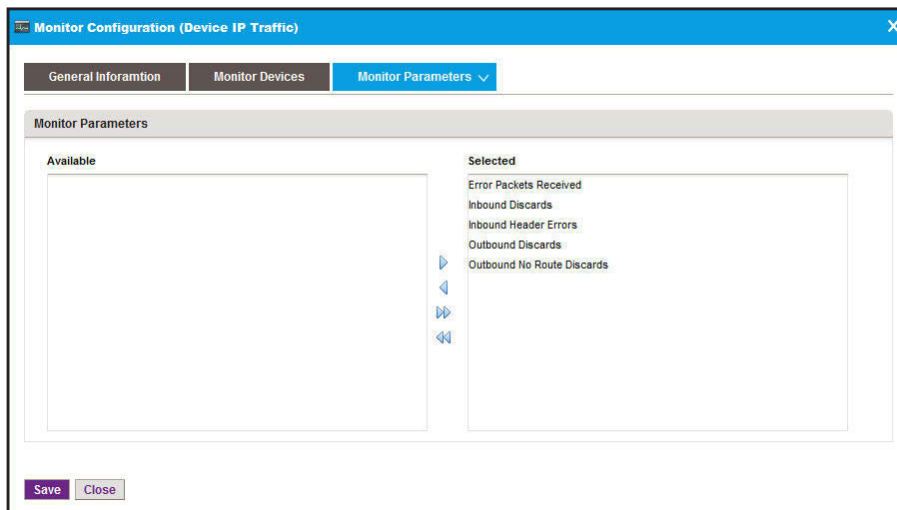 Monitor Configuration (Device IP Traffic)
General Inforamtion
Monitor Devices
Monitor Parameters
Monitor Parameters
Available
Selected
Error Packets Received
Inbound Discards
Inbound Header Errors
Outbound Discards
Outbound No Route Discards
Save
Close